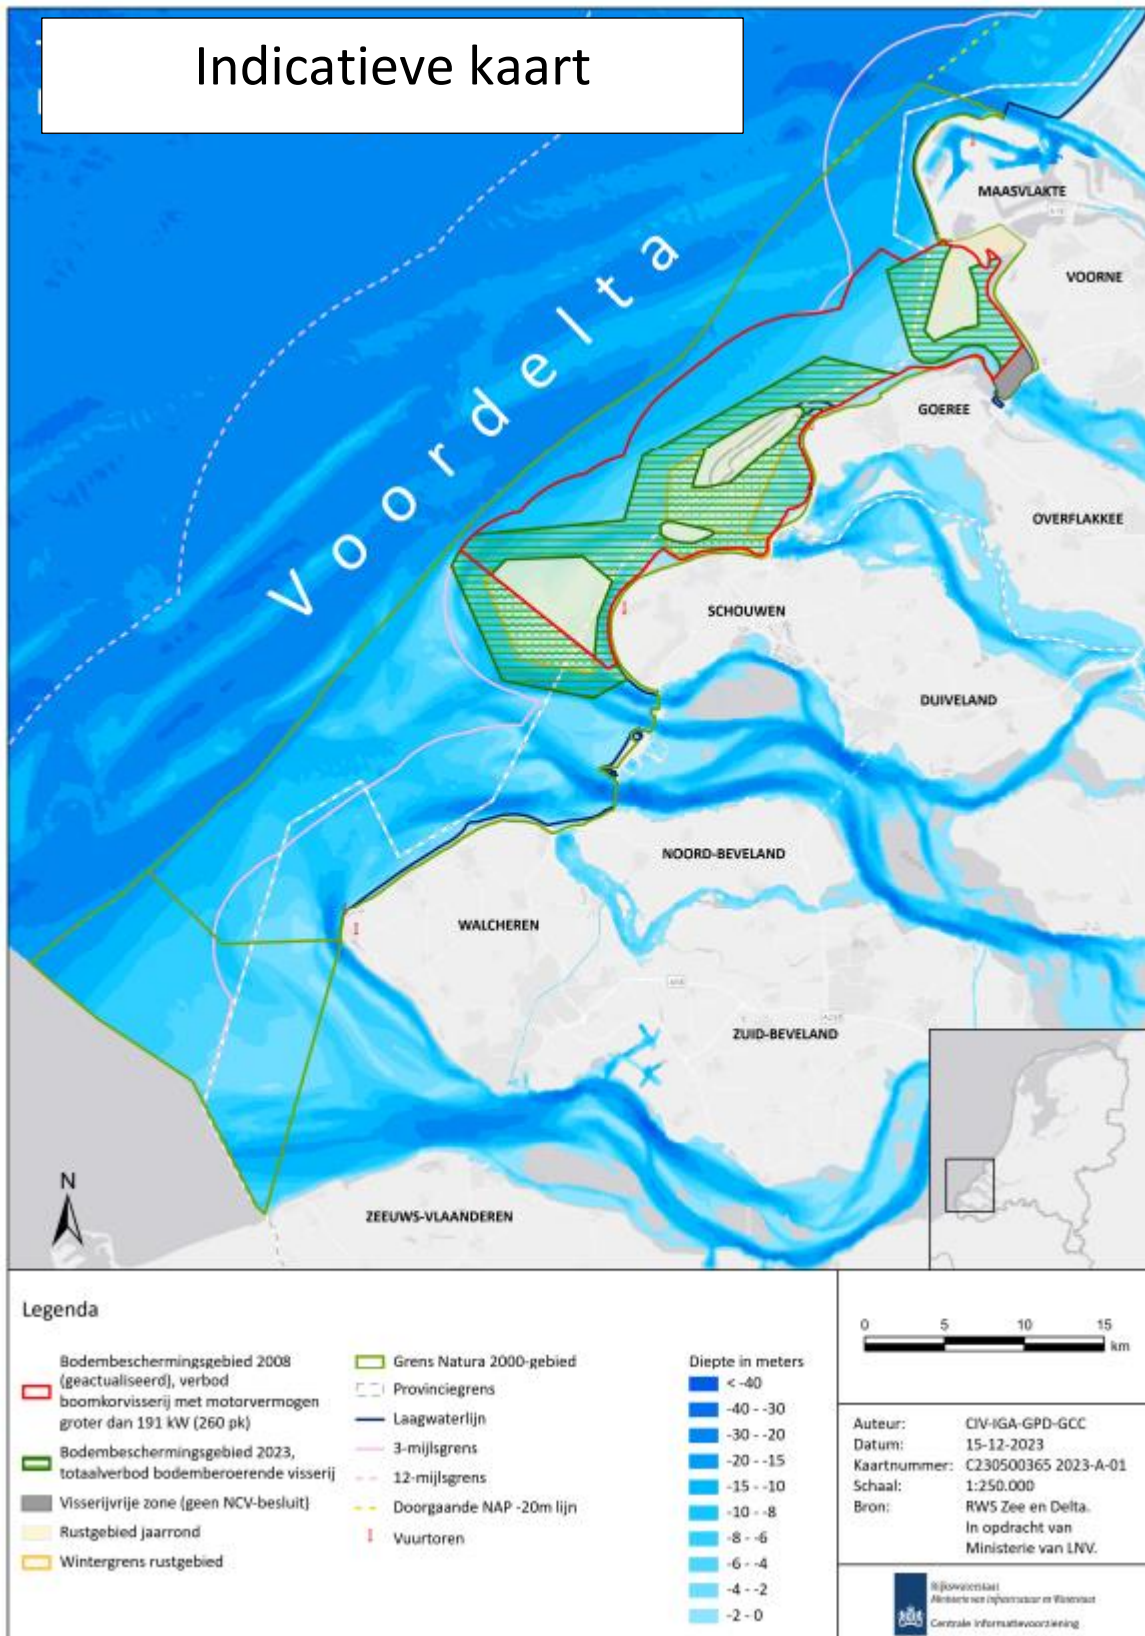 Indicatieve kaart
Voordelta
MAASVLAKTE
VOORNE
GOEREE
OVERFLAKKEE
SCHOUWEN
DUIVELAND
NOORD-BEVELAND
WALCHEREN
ZUID-BEVELAND
N
ZEEUWS-VLAANDEREN
Legenda
Bodembeschermingsgebied 2008
(geactualiseerd), verbod
boomkorvisserij met motorvermogen
groter dan 191 kW (260 pk)
Bodembeschermingsgebied 2023,
totaalverbod bodemberoerende visserij
Visserijvrije zone (geen NCV-besluit)
Rustgebied jaarrond
Wintergrens rustgebied
Grens Natura 2000-gebied
Provinciegrens
Laagwaterlijn
3-mijlsgrens
12-mijlsgrens
Doorgaande NAP -20m lijn
Vuurtoren
Diepte in meters
< -40
-40 - -30
-30 - -20
-20 - -15
-15 - -10
-10 - -8
-8 - -6
-6 - -4
-4 - -2
-2 - 0
0 5 10 15
km
Auteur: CIV-IGA-GPD-GCC
Datum: 15-12-2023
Kaartnummer: C230500365 2023-A-01
Schaal: 1:250.000
Bron: RWS Zee en Delta.
In opdracht van
Ministerie van LNV.
Rijkswaterstaat
Ministerie van Infrastructuur en Waterstaat
Centrale Informatievoorziening